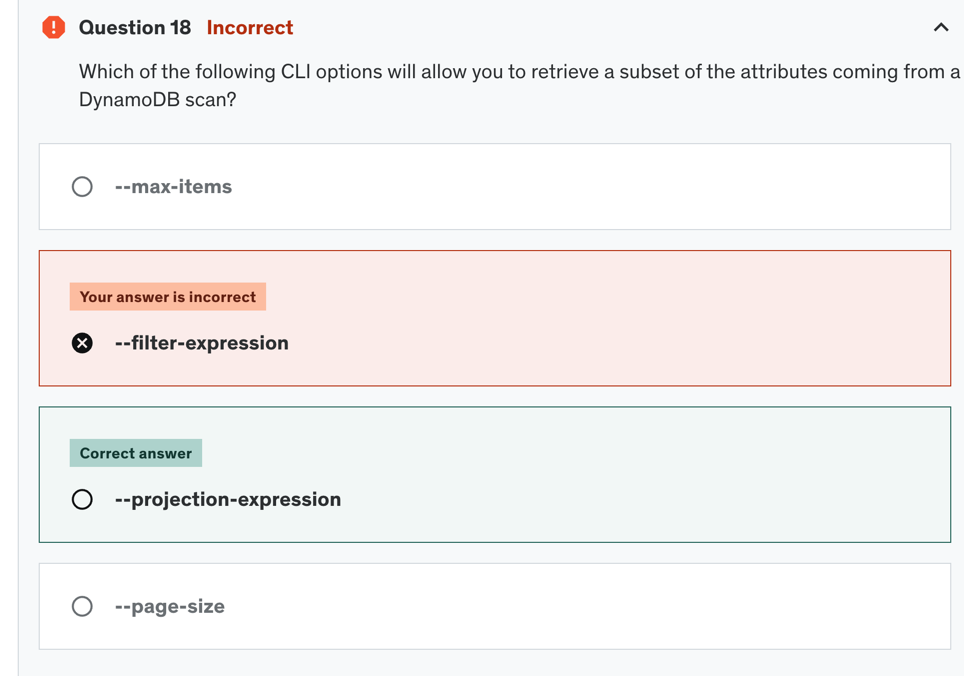 Question 18 Incorrect
Which of the following CLI options will allow you to retrieve a subset of the attributes coming from a
DynamoDB scan?
--max-items
Your answer is incorrect
--filter-expression
Correct answer
--projection-expression
--page-size